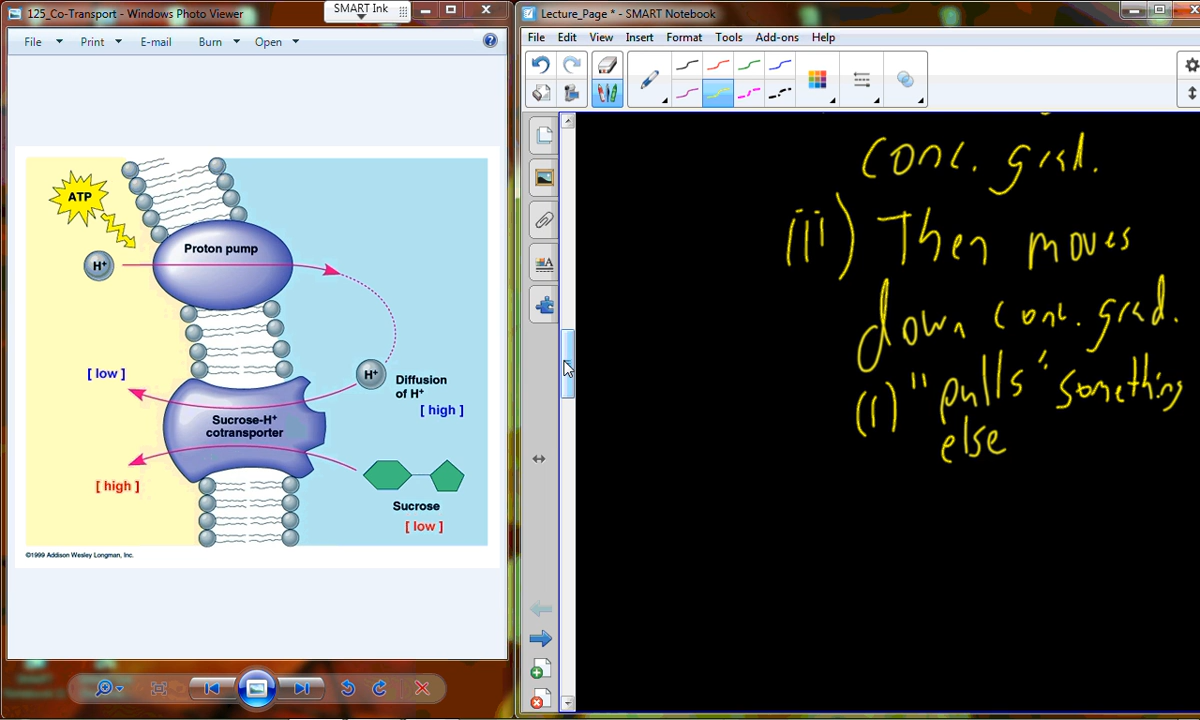 125_Co-Transport - Windows Photo Viewer
SMART Ink
File Print E-mail Burn Open
ATP
H+
Proton pump
[ low ]
H+
Diffusion
of H+
[ high ]
Sucrose-H+
cotransporter
[ high ]
Sucrose
[ low ]
©1999 Addison Wesley Longman, Inc.
Lecture_Page * - SMART Notebook
File Edit View Insert Format Tools Add-ons Help
conc. grad.
(ii) Then moves
down conc. grad.
(1) "pulls" something
else